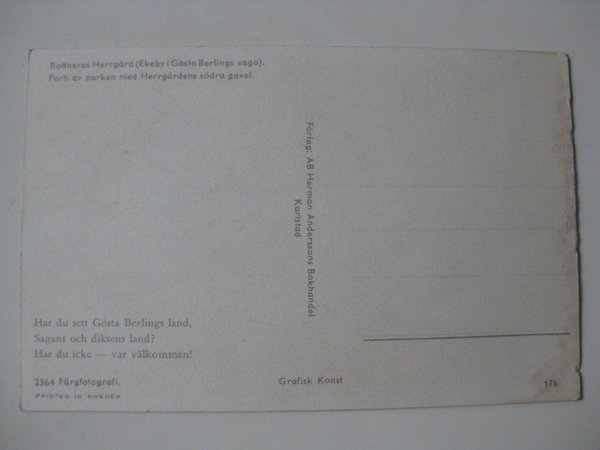 Rottneros Herrgård (Ekeby i Gösta Berlings saga).
Parti av parken med Herrgårdens södra gavel.
Förlag: AB Herman Anderssons Bokhandel
Karlstad
Har du sett Gösta Berlings land,
Sagans och diktens land?
Har du icke — var välkommen!
2364 Färgfotografi.
Grafisk Konst
176
PRINTED IN SWEDEN